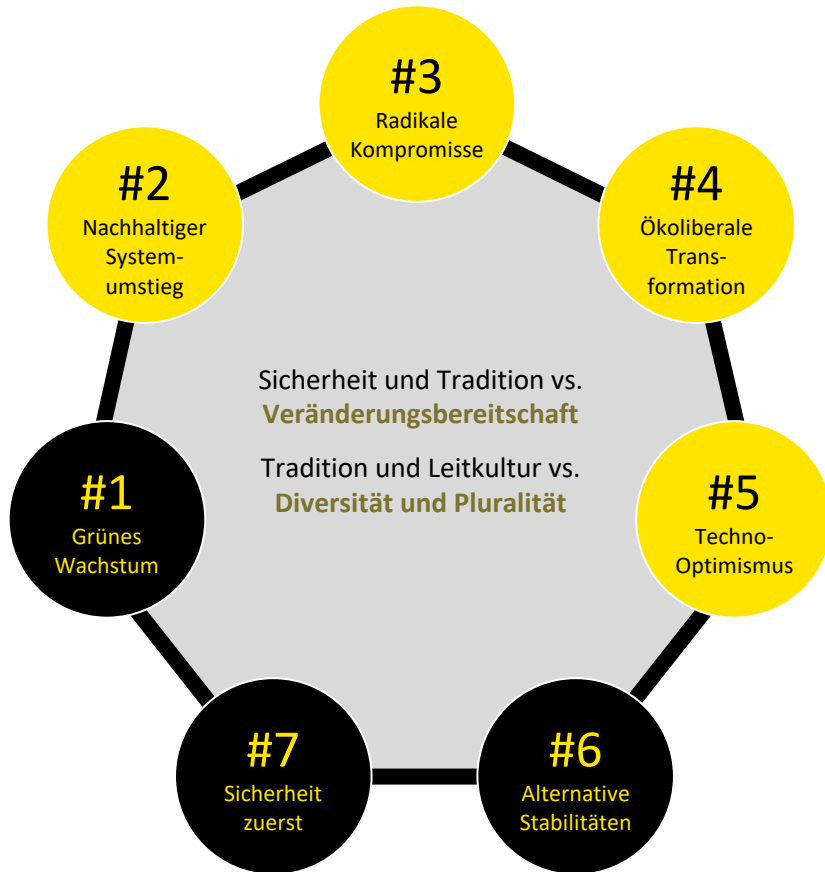 #3
Radikale
Kompromisse
#2
Nachhaltiger
System-
umstieg
#4
Ökoliberale
Trans-
formation
Sicherheit und Tradition vs.
Veränderungsbereitschaft
Tradition und Leitkultur vs.
Diversität und Pluralität
#1
Grünes
Wachstum
#5
Techno-
Optimismus
#7
Sicherheit
zuerst
#6
Alternative
Stabilitäten